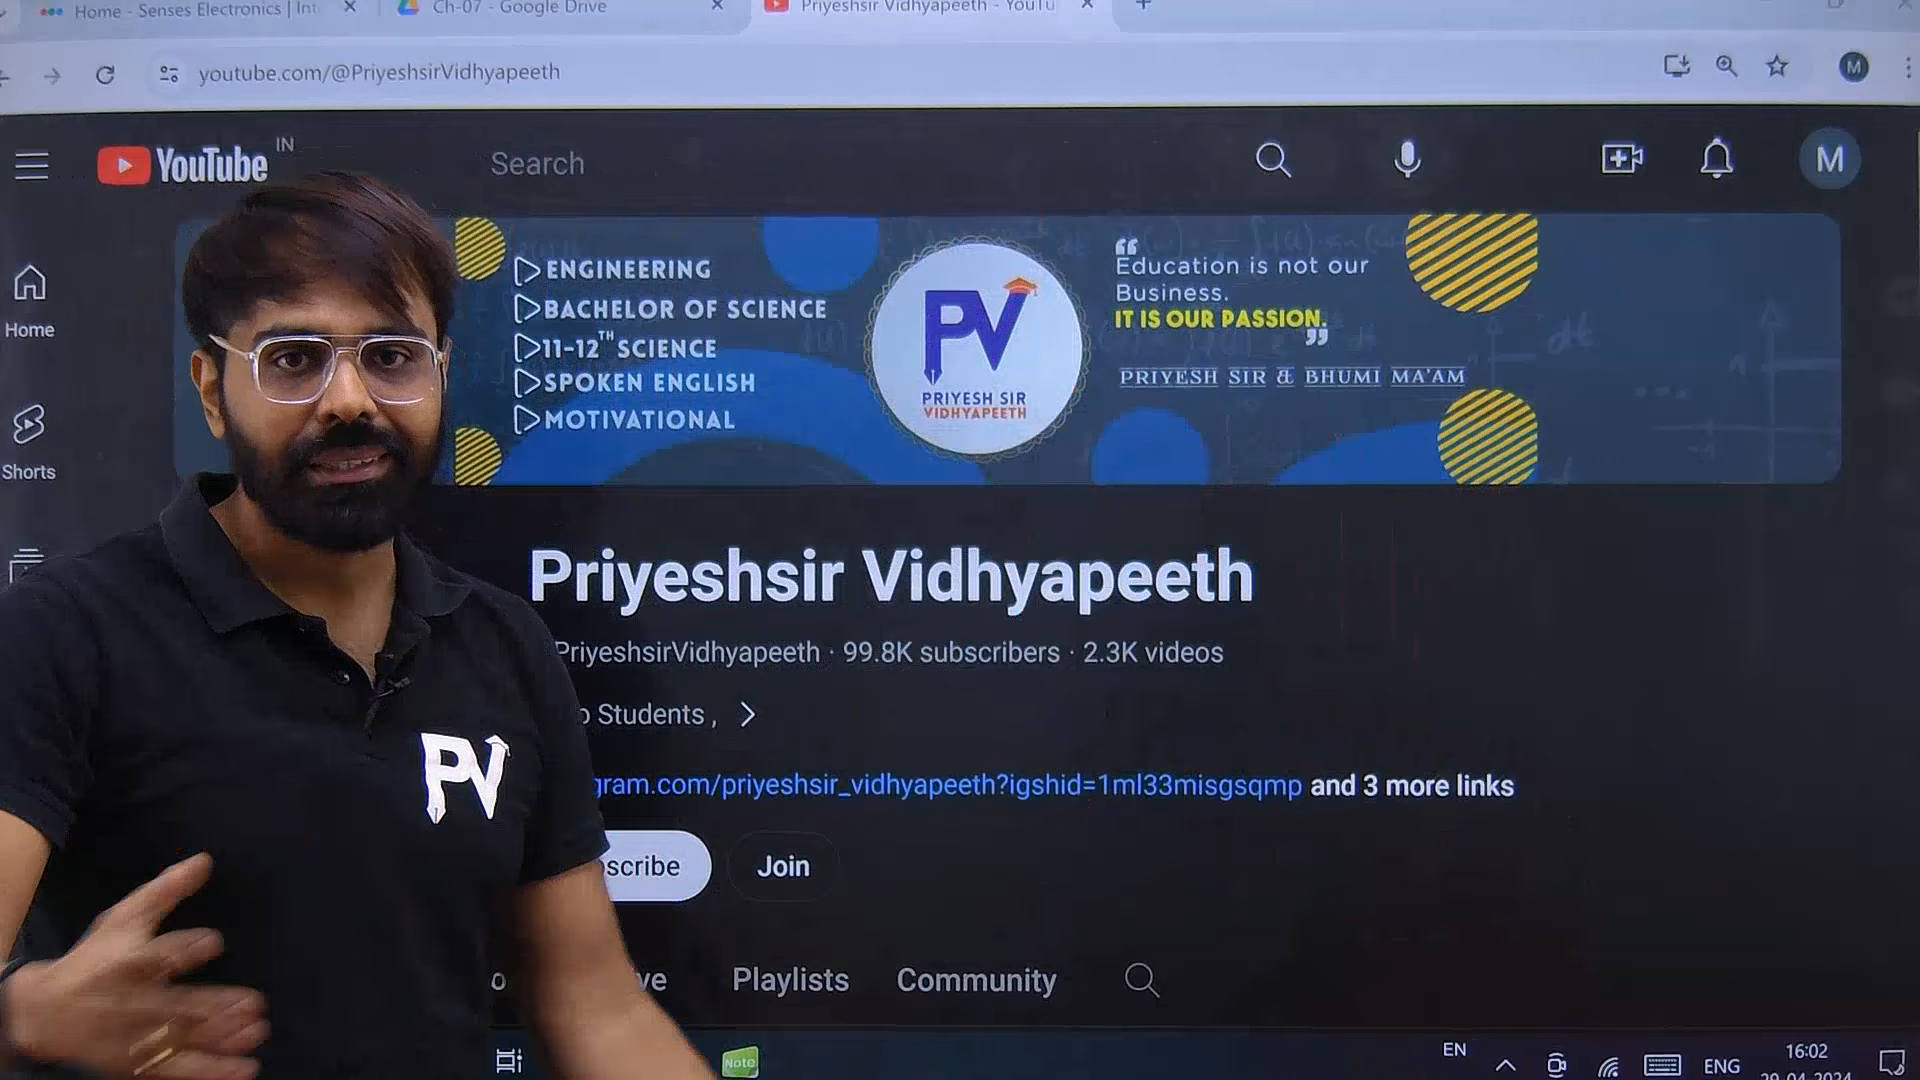 Home - Senses Electronics | Int
Ch-07 - Google Drive
Priyeshsir Vidhyapeeth - YouTu
youtube.com/@PriyeshsirVidhyapeeth
M
YouTube IN
Search
M
Home
Shorts
ENGINEERING
BACHELOR OF SCIENCE
11-12TH SCIENCE
SPOKEN ENGLISH
MOTIVATIONAL
PV
PRIYESH SIR
VIDHYAPEETH
“Education is not our
Business.
IT IS OUR PASSION.”
PRIYESH SIR & BHUMI MA'AM
Priyeshsir Vidhyapeeth
PriyeshsirVidhyapeeth · 99.8K subscribers · 2.3K videos
Students ,
gram.com/priyeshsir_vidhyapeeth?igshid=1ml33misgsqmp and 3 more links
scribe
Join
Playlists
Community
PV
Note
EN
ENG
16:02
29-04-2024